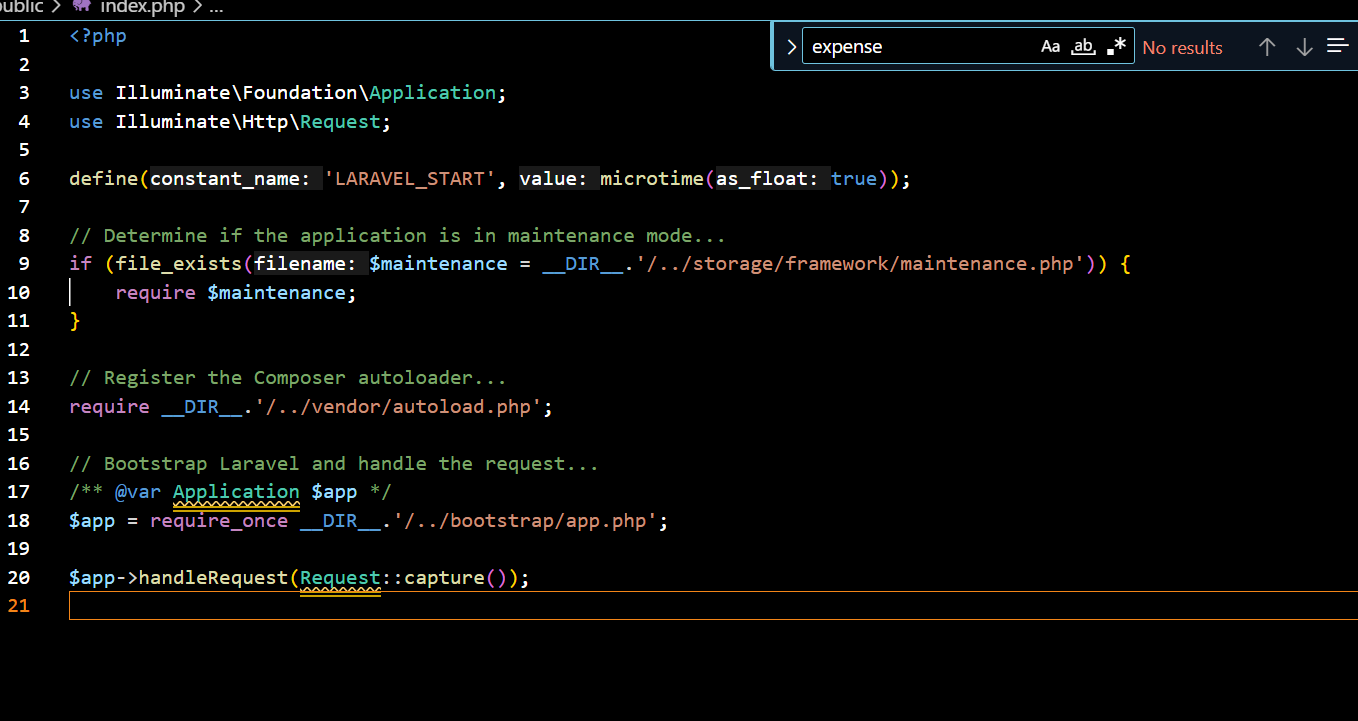 public > index.php > ...
expense Aa ab .* No results
1 <?php
2
3 use Illuminate\Foundation\Application;
4 use Illuminate\Http\Request;
5
6 define(constant_name: 'LARAVEL_START', value: microtime(as_float: true));
7
8 // Determine if the application is in maintenance mode...
9 if (file_exists(filename: $maintenance = __DIR__.'/../storage/framework/maintenance.php')) {
10     require $maintenance;
11 }
12
13 // Register the Composer autoloader...
14 require __DIR__.'/../vendor/autoload.php';
15
16 // Bootstrap Laravel and handle the request...
17 /** @var Application $app */
18 $app = require_once __DIR__.'/../bootstrap/app.php';
19
20 $app->handleRequest(Request::capture());
21